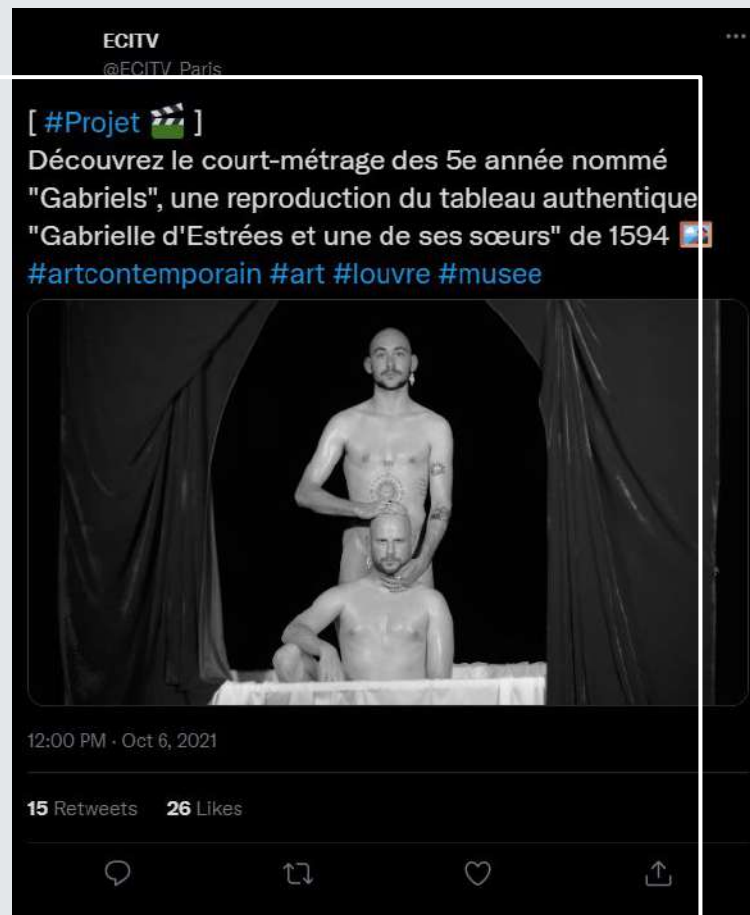 ECITV
@ECITV_Paris
[ #Projet 🎬 ]
Découvrez le court-métrage des 5e année nommé
"Gabriels", une reproduction du tableau authentique
"Gabrielle d'Estrées et une de ses sœurs" de 1594 🖼️
#artcontemporain #art #louvre #musee
12:00 PM · Oct 6, 2021
15 Retweets 26 Likes